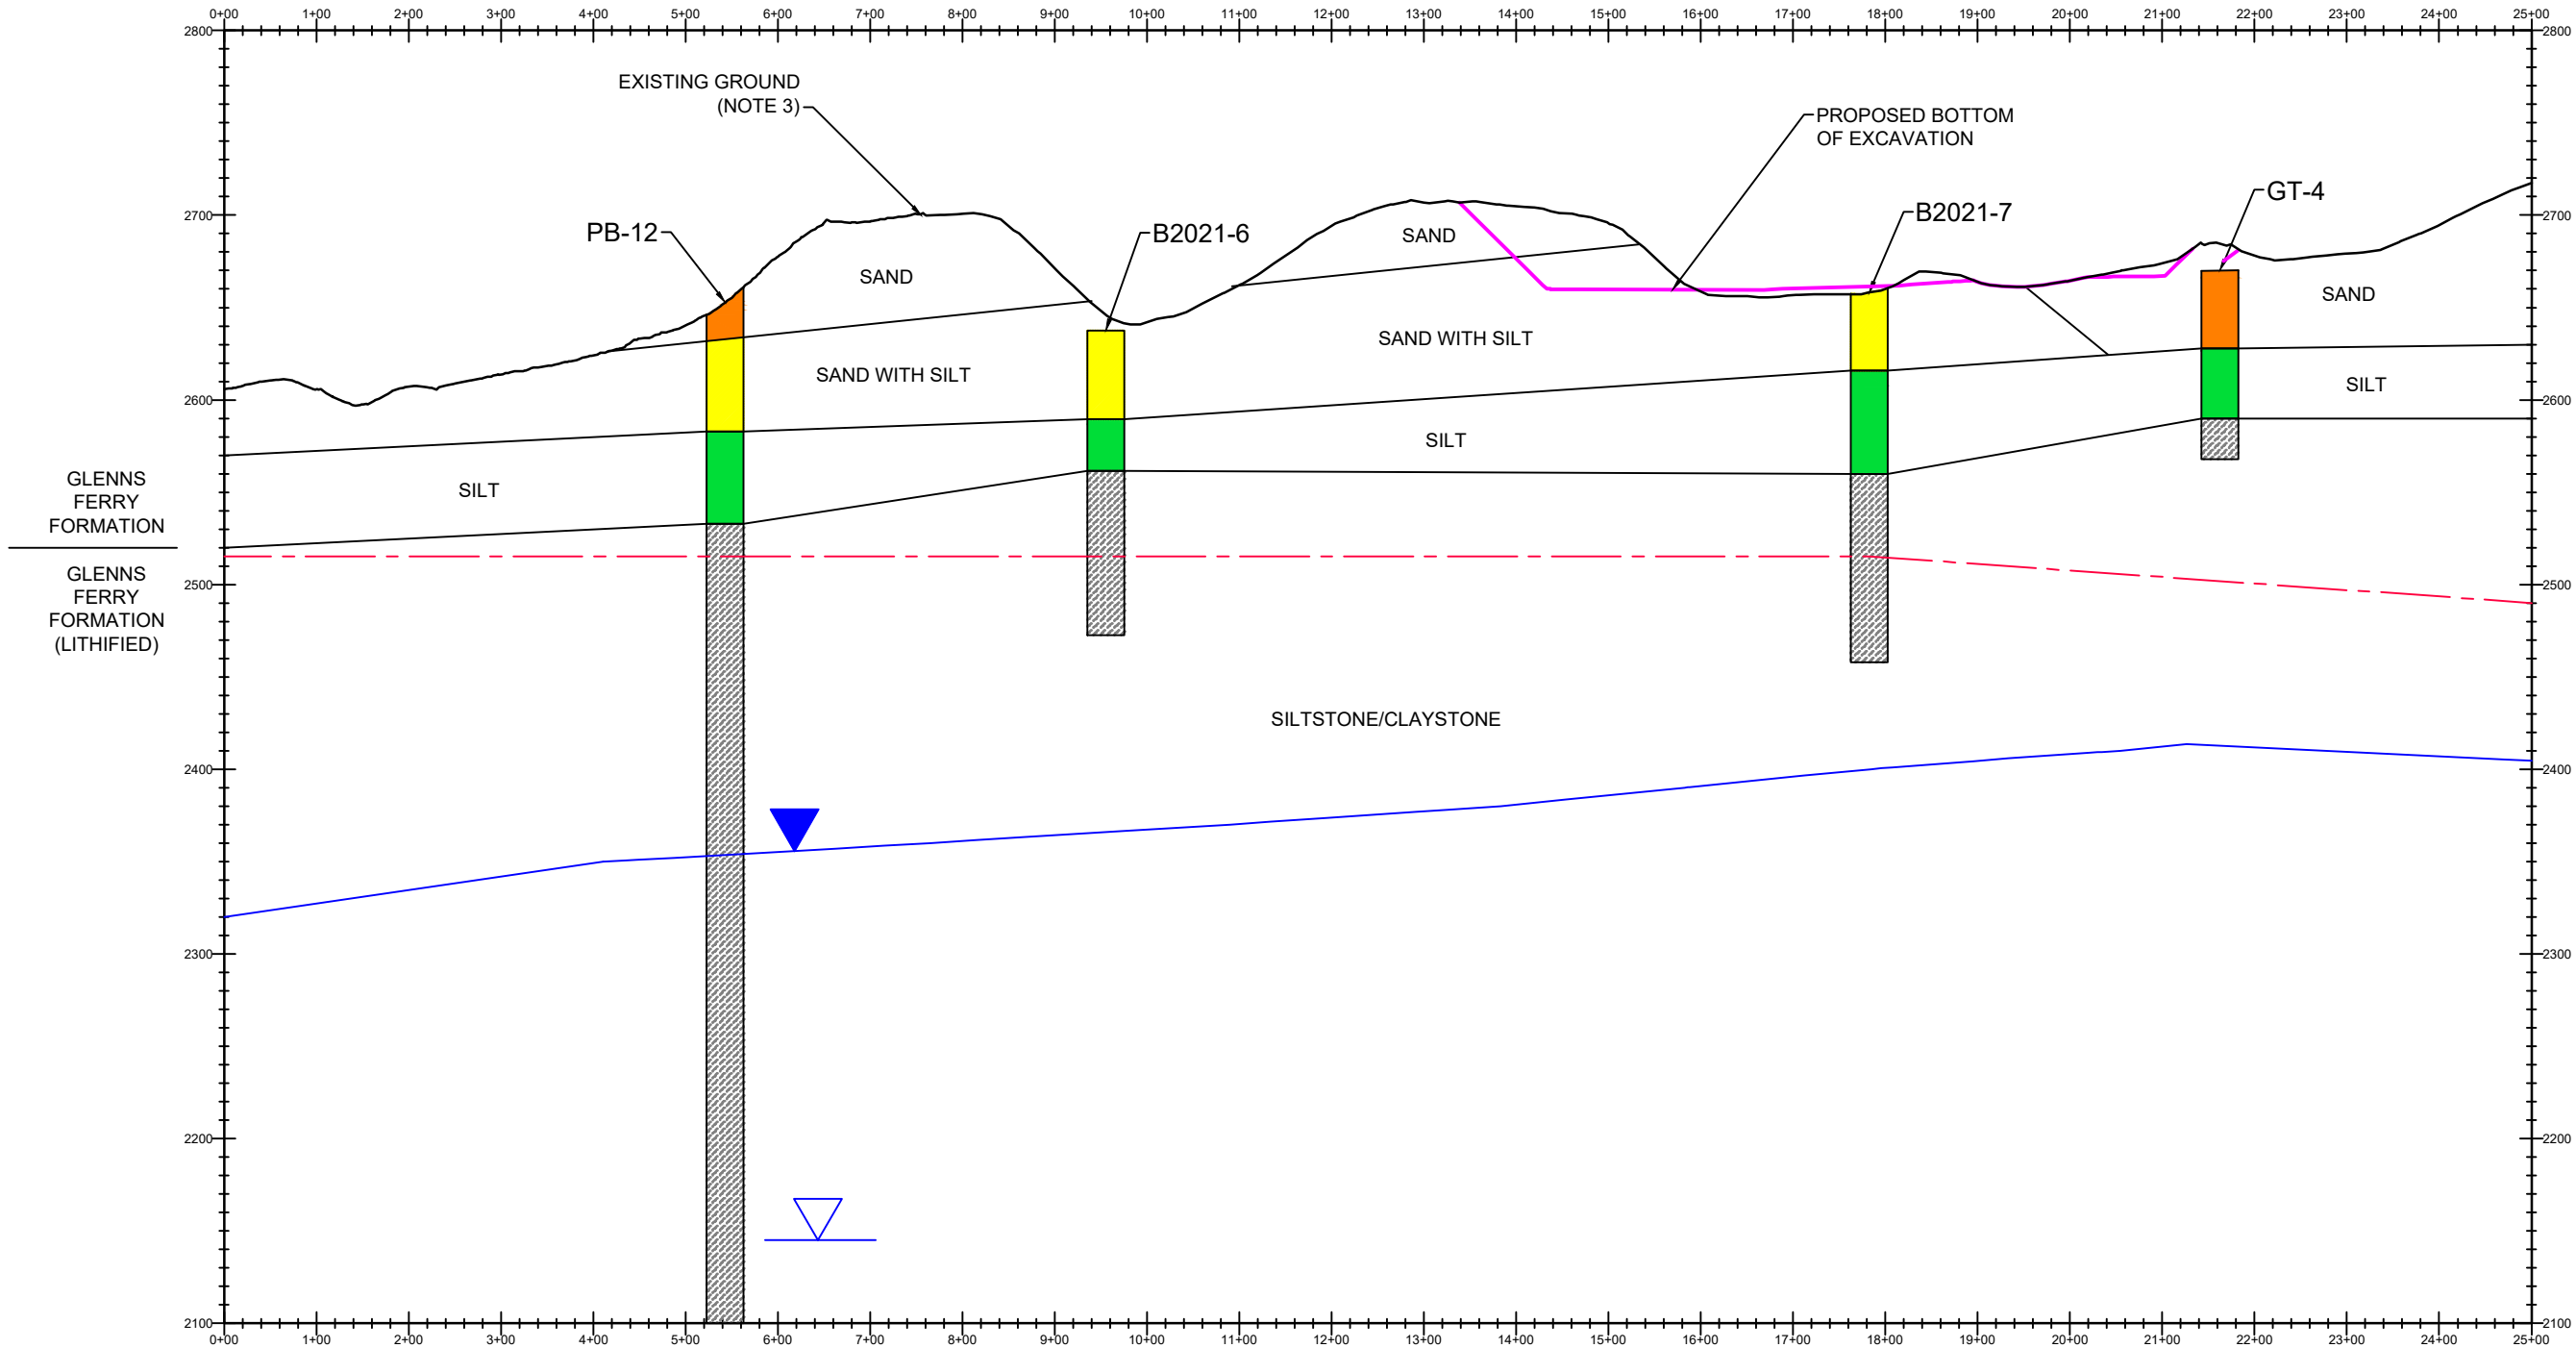 0+00 1+00 2+00 3+00 4+00 5+00 6+00 7+00 8+00 9+00 10+00 11+00 12+00 13+00 14+00 15+00 16+00 17+00 18+00 19+00 20+00 21+00 22+00 23+00 24+00 25+00
2800 2800
EXISTING GROUND
(NOTE 3)
PROPOSED BOTTOM
OF EXCAVATION
GT-4
2700 2700
B2021-7
PB-12
B2021-6
SAND
SAND
SAND
SAND WITH SILT
SAND WITH SILT
SILT
2600 2600
SILT
SILT
GLENNS
FERRY
FORMATION
GLENNS
FERRY
FORMATION
(LITHIFIED)
2500 2500
SILTSTONE/CLAYSTONE
2400 2400
2300 2300
2200 2200
2100 2100
0+00 1+00 2+00 3+00 4+00 5+00 6+00 7+00 8+00 9+00 10+00 11+00 12+00 13+00 14+00 15+00 16+00 17+00 18+00 19+00 20+00 21+00 22+00 23+00 24+00 25+00